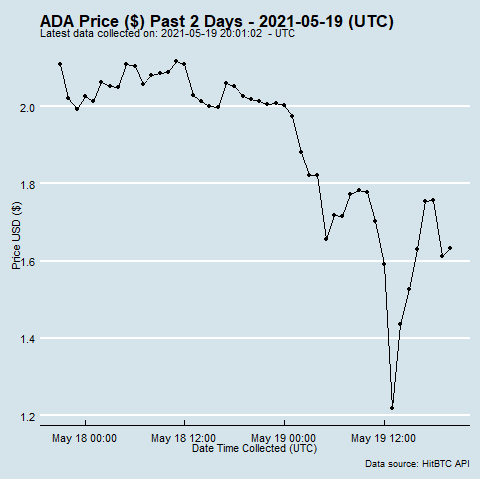 ADA Price ($) Past 2 Days - 2021-05-19 (UTC)
Latest data collected on: 2021-05-19 20:01:02 - UTC
Price USD ($)
2.0
1.8
1.6
1.4
1.2
May 18 00:00 May 18 12:00 May 19 00:00 May 19 12:00
Date Time Collected (UTC)
Data source: HitBTC API